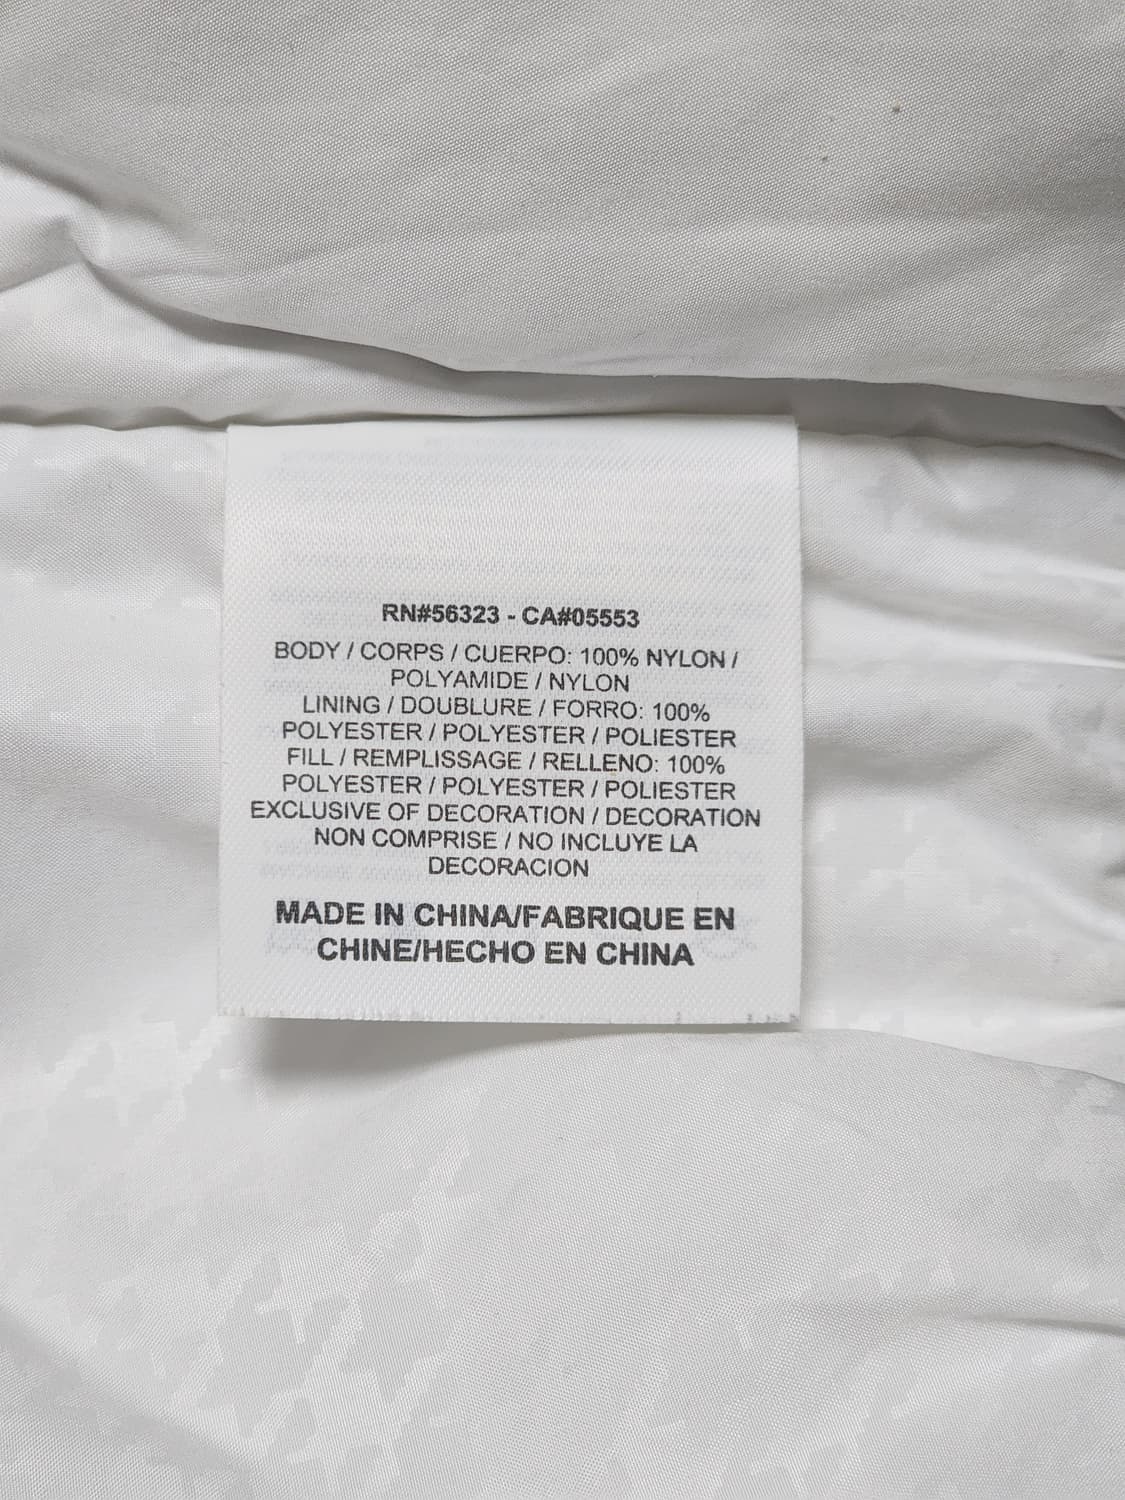 RN#56323 - CA#05553
BODY / CORPS / CUERPO: 100% NYLON /
POLYAMIDE / NYLON
LINING / DOUBLURE / FORRO: 100%
POLYESTER / POLYESTER / POLIESTER
FILL / REMPLISSAGE / RELLENO: 100%
POLYESTER / POLYESTER / POLIESTER
EXCLUSIVE OF DECORATION / DECORATION
NON COMPRISE / NO INCLUYE LA
DECORACION
MADE IN CHINA/FABRIQUE EN
CHINE/HECHO EN CHINA